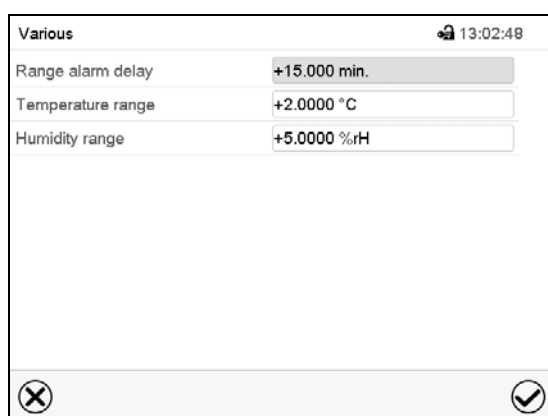 Various 13:02:48
Range alarm delay +15.000 min.
Temperature range +2.0000 °C
Humidity range +5.0000 %rH